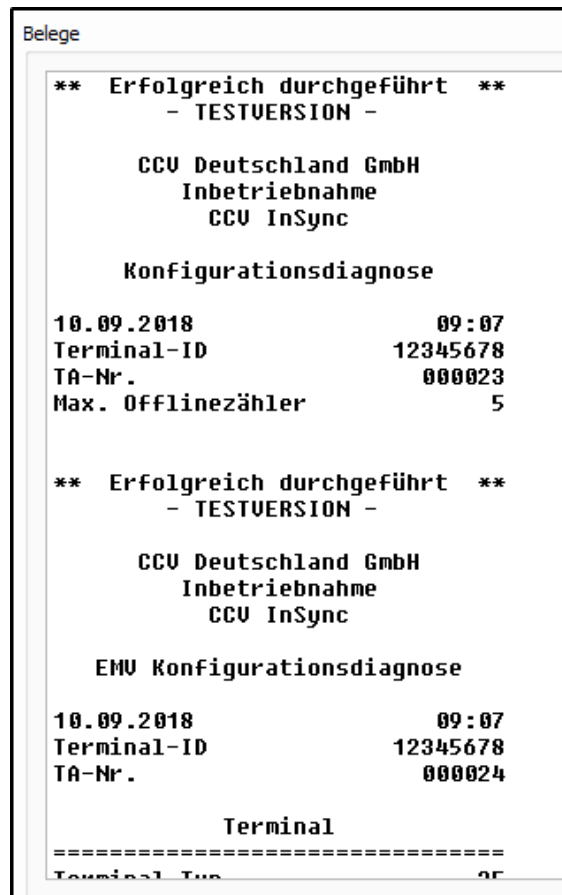 Belege
** Erfolgreich durchgeführt **
- TESTVERSION -
CCV Deutschland GmbH
Inbetriebnahme
CCV InSync
Konfigurationsdiagnose
10.09.2018 09:07
Terminal-ID 12345678
TA-Nr. 000023
Max. Offlinezähler 5
** Erfolgreich durchgeführt **
- TESTVERSION -
CCV Deutschland GmbH
Inbetriebnahme
CCV InSync
EMV Konfigurationsdiagnose
10.09.2018 09:07
Terminal-ID 12345678
TA-Nr. 000024
Terminal
================================
Terminal Typ